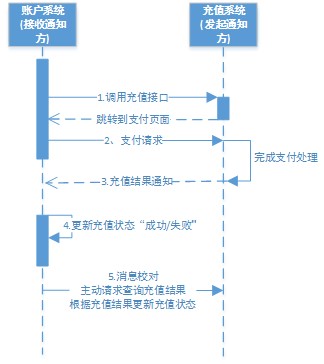 账户系统
(接收通知
方)
充值系统
(发起通知
方)
1.调用充值接口
跳转到支付页面
2、支付请求
完成支付处理
3.充值结果通知
4.更新充值状态“成功/失败”
5.消息校对
主动请求查询充值结果
根据充值结果更新充值状态